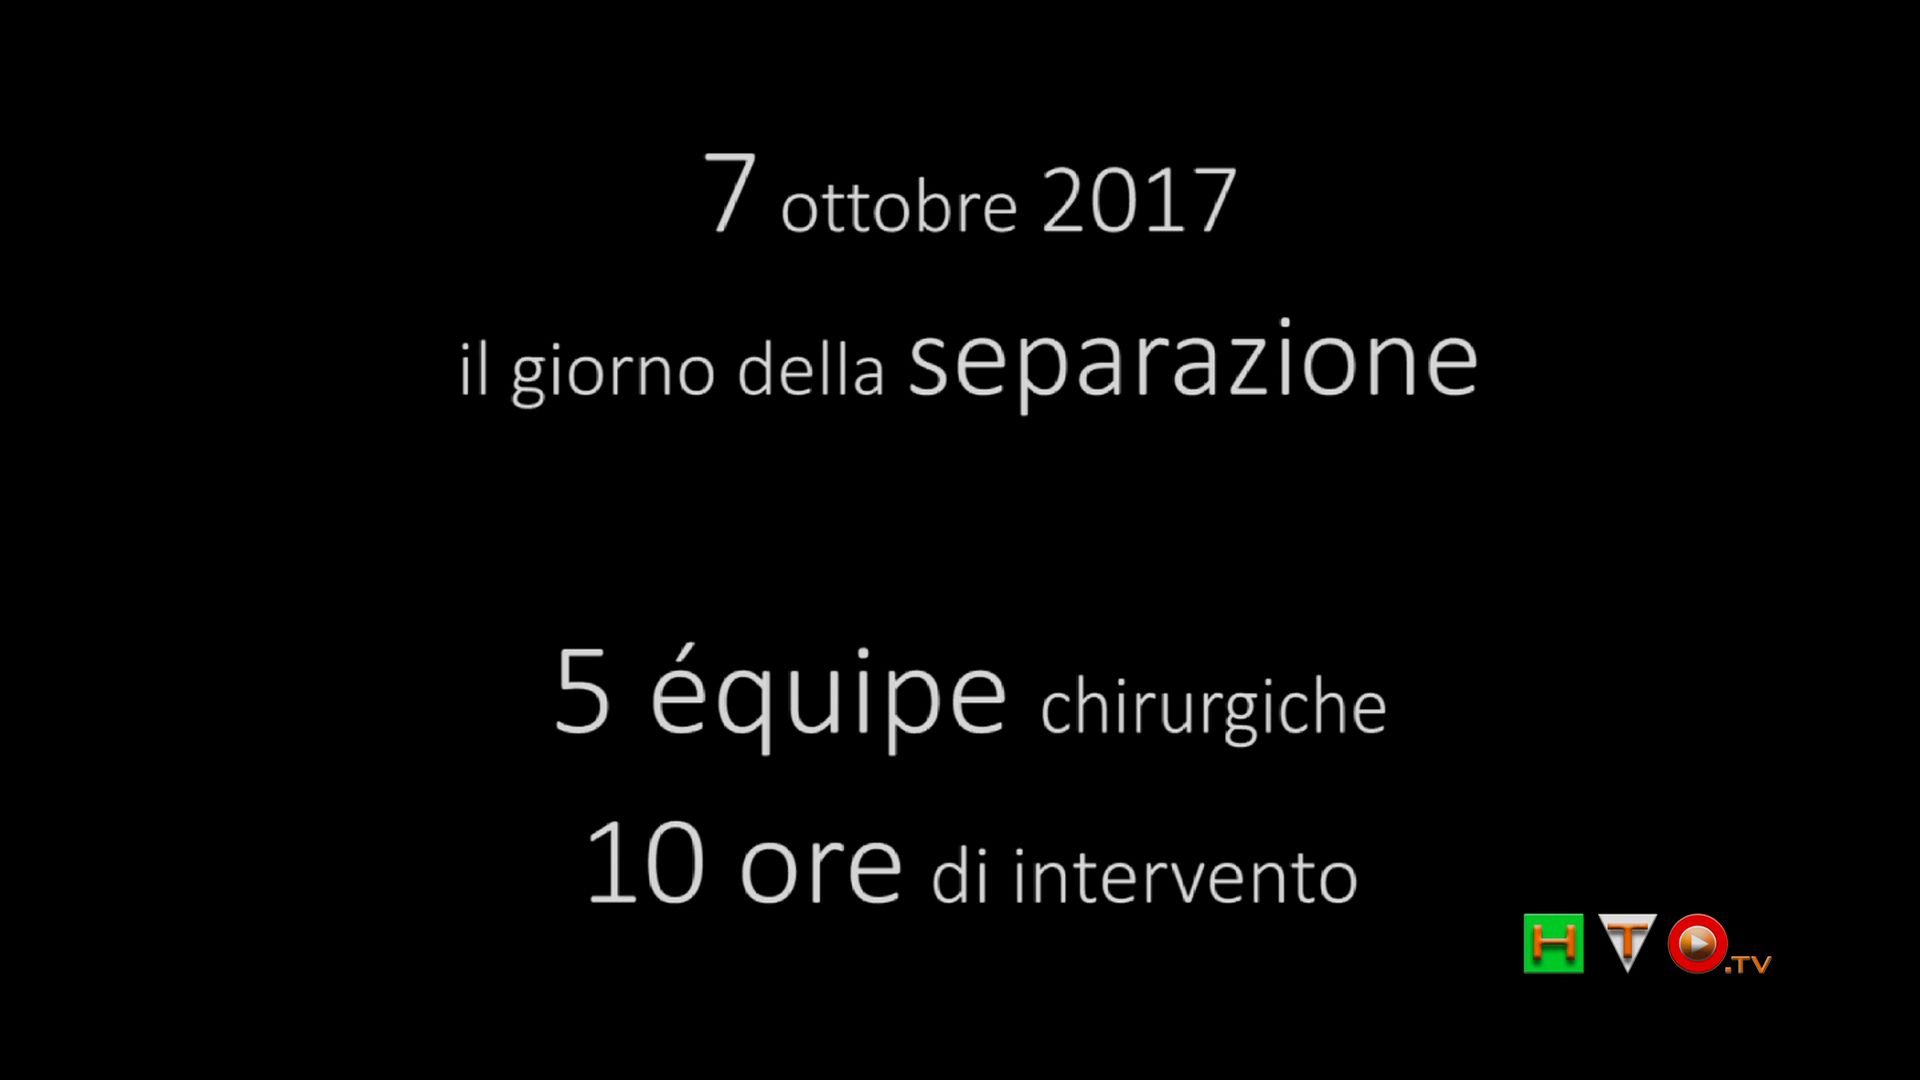 7 ottobre 2017
il giorno della separazione
5 équipe chirurgiche
10 ore di intervento
HTO.TV